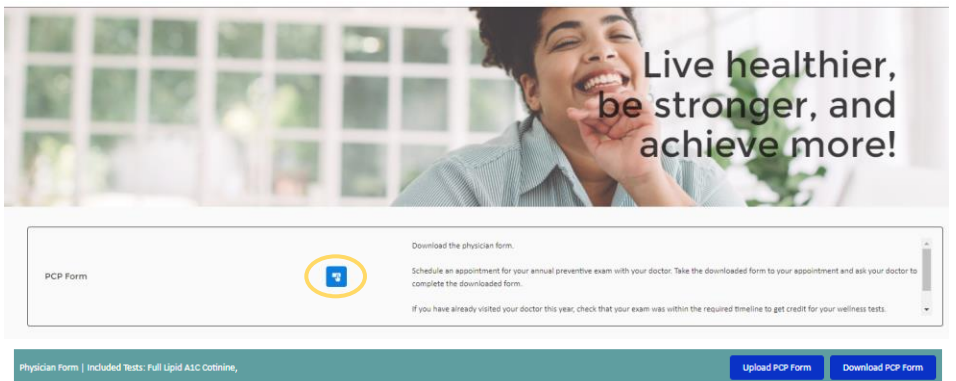 Live healthier,
be stronger, and
achieve more!
PCP Form
Download the physician form.
Schedule an appointment for your annual preventive exam with your doctor. Take the downloaded form to your appointment and ask your doctor to
complete the downloaded form.
If you have already visited your doctor this year, check that your exam was within the required timeline to get credit for your wellness tests.
Physician Form | Included Tests: Full Lipid A1C Cotinine,
Upload PCP Form
Download PCP Form